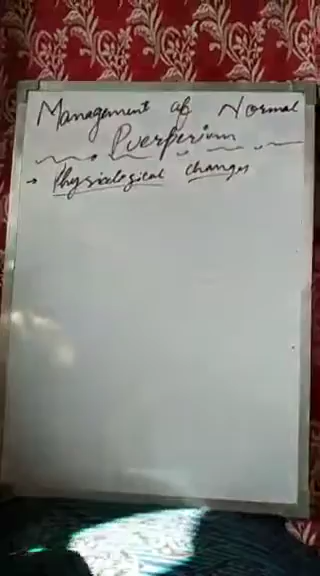 Management of Normal
Puerperium
→ Physiological changes